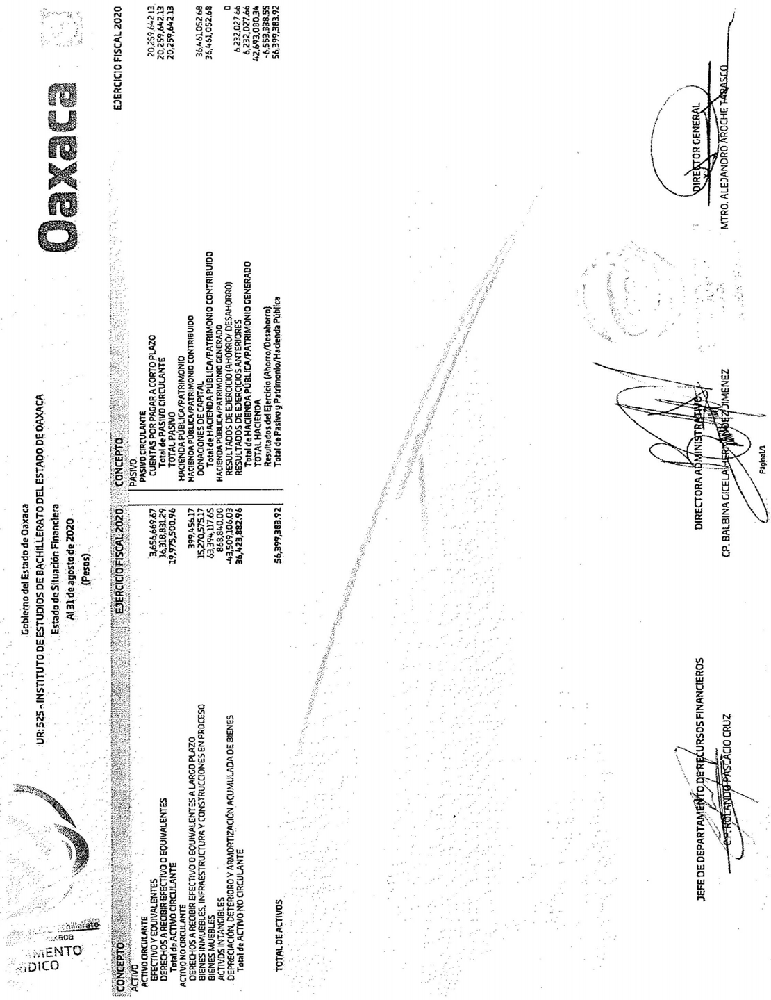 Gobierno del Estado de Oaxaca
UR: 525 - INSTITUTO DE ESTUDIOS DE BACHILLERATO DEL ESTADO DE OAXACA
Estado de Situación Financiera
Al 31 de agosto de 2020
(Pesos)
Oaxaca
hillerato
xaca
MENTO
DICO
CONCEPTO EJERCICIO FISCAL 2020
ACTIVO
ACTIVO CIRCULANTE
EFECTIVO Y EQUIVALENTES 3,656,669.67
DERECHOS A RECIBIR EFECTIVO O EQUIVALENTES 16,318,831.29
Total de ACTIVO CIRCULANTE 19,975,500.96
ACTIVO NO CIRCULANTE
DERECHOS A RECIBIR EFECTIVO O EQUIVALENTES A LARGO PLAZO 399,456.17
BIENES INMUEBLES, INFRAESTRUCTURA Y CONSTRUCCIONES EN PROCESO 15,270,575.17
BIENES MUEBLES 63,394,117.65
ACTIVOS INTANGIBLES 868,840.00
DEPRECIACIÓN, DETERIORO Y ARMORTIZACIÓN ACUMULADA DE BIENES -43,509,106.03
Total de ACTIVO NO CIRCULANTE 36,423,882.96
TOTAL DE ACTIVOS 56,399,383.92
CONCEPTO EJERCICIO FISCAL 2020
PASIVO
PASIVO CIRCULANTE
CUENTAS POR PAGAR A CORTO PLAZO 20,259,642.13
Total de PASIVO CIRCULANTE 20,259,642.13
TOTAL PASIVO 20,259,642.13
HACIENDA PÚBLICA/PATRIMONIO
HACIENDA PÚBLICA/PATRIMONIO CONTRIBUIDO
DONACIONES DE CAPITAL 36,461,052.68
Total de HACIENDA PÚBLICA/PATRIMONIO CONTRIBUIDO 36,461,052.68
HACIENDA PÚBLICA/PATRIMONIO GENERADO
RESULTADOS DE EJERCICIO (AHORRO/ DESAHORRO) 0
RESULTADOS DE EJERCICIOS ANTERIORES 6,232,027.66
Total de HACIENDA PÚBLICA/PATRIMONIO GENERADO 6,232,027.66
TOTAL HACIENDA 42,693,080.34
Resultados del Ejercicio (Ahorro/Desahorro) -6,553,338.55
Total de Pasivo y Patrimonio/Hacienda Pública 56,399,383.92
JEFE DE DEPARTAMENTO DE RECURSOS FINANCIEROS
C.P. ROLANDO PASCACIO CRUZ
DIRECTORA ADMINISTRATIVO
CP. BALBINA GICELA HERNÁNDEZ JIMENEZ
DIRECTOR GENERAL
MTRO. ALEJANDRO AROCHE TARASCO
Página1/1